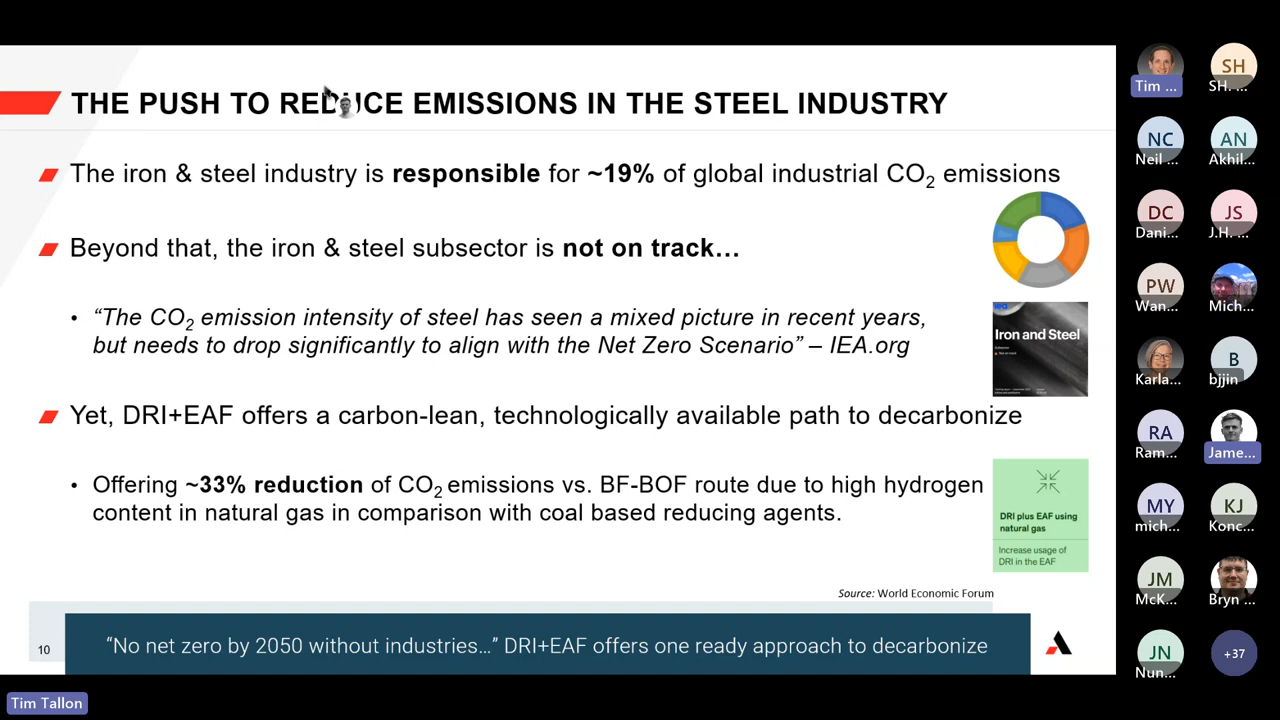 THE PUSH TO REDUCE EMISSIONS IN THE STEEL INDUSTRY
The iron & steel industry is responsible for ~19% of global industrial CO2 emissions
Beyond that, the iron & steel subsector is not on track…
“The CO2 emission intensity of steel has seen a mixed picture in recent years,
but needs to drop significantly to align with the Net Zero Scenario” – IEA.org
Iron and Steel
Not on track
Yet, DRI+EAF offers a carbon-lean, technologically available path to decarbonize
Offering ~33% reduction of CO2 emissions vs. BF-BOF route due to high hydrogen
content in natural gas in comparison with coal based reducing agents.
DRI plus EAF using
natural gas
Increase usage of
DRI in the EAF
Source: World Economic Forum
10
“No net zero by 2050 without industries…” DRI+EAF offers one ready approach to decarbonize
Tim Tallon
Tim ...
SH
SH. ...
NC
Neil ...
AN
Akhil...
DC
Dani...
JS
J.H. ...
PW
Wan...
Mich...
Karla...
B
bjjin
RA
Ram...
Jame...
MY
mich...
KJ
Konc...
JM
McK...
Bryn ...
JN
Nun...
+37